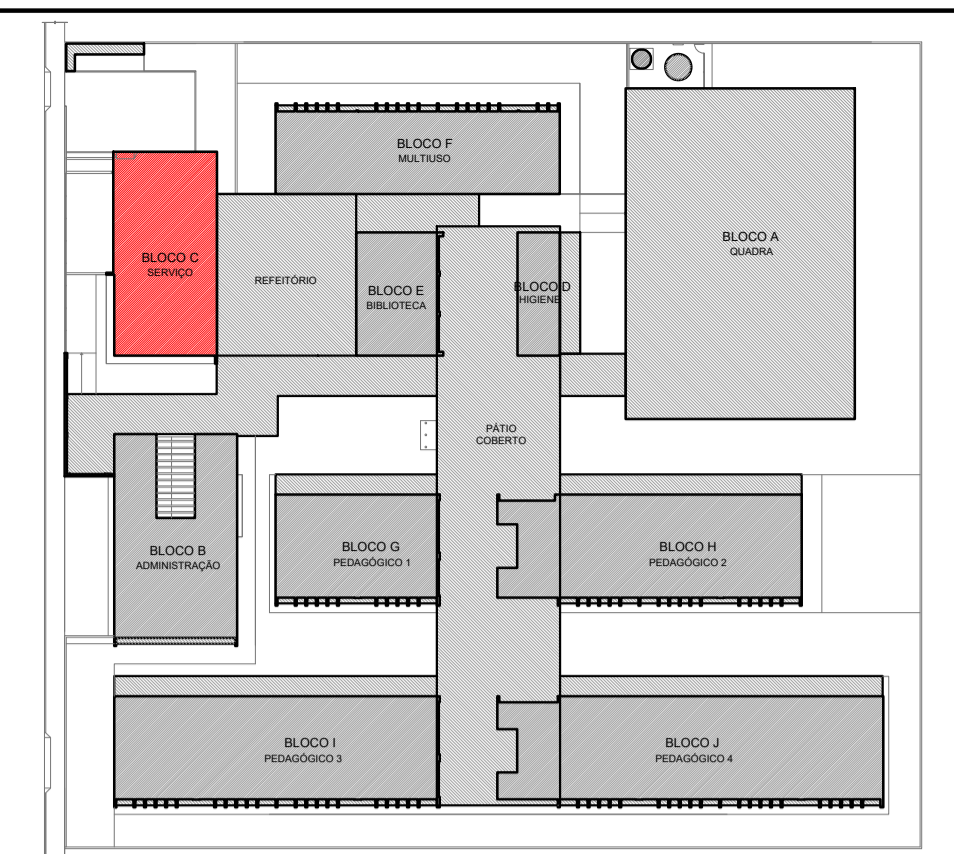 BLOCO F
MULTIUSO
BLOCO A
QUADRA
BLOCO C
SERVIÇO
REFEITÓRIO
BLOCO E
BIBLIOTECA
BLOCO D
HIGIENE
PÁTIO
COBERTO
BLOCO B
ADMINISTRAÇÃO
BLOCO G
PEDAGÓGICO 1
BLOCO H
PEDAGÓGICO 2
BLOCO I
PEDAGÓGICO 3
BLOCO J
PEDAGÓGICO 4